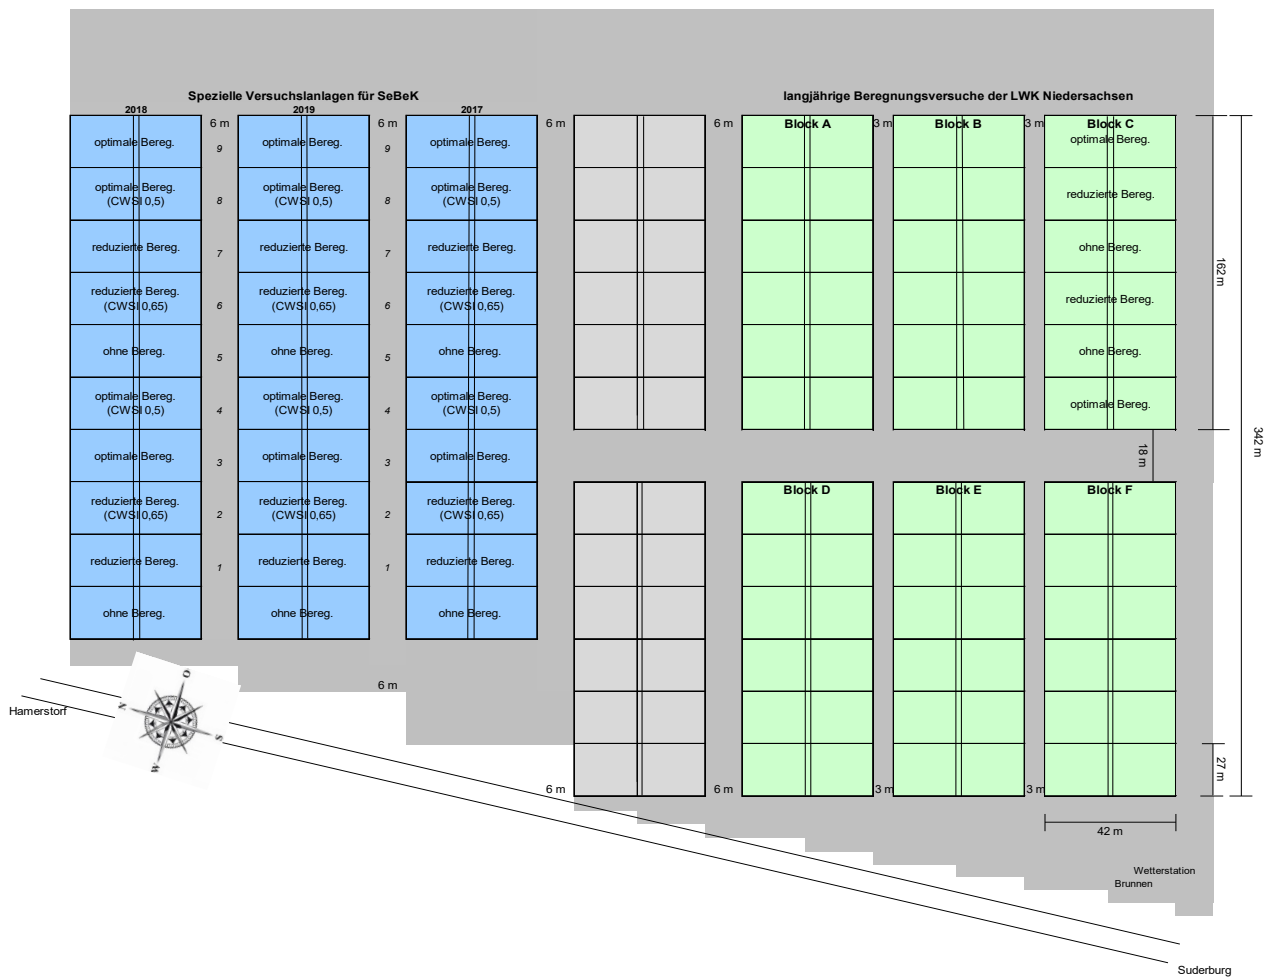 Spezielle Versuchslanlagen für SeBeK
langjährige Beregnungsversuche der LWK Niedersachsen
2018
2019
2017
6 m
6 m
6 m
6 m
Block A
3 m
Block B
3 m
Block C
optimale Bereg.
9
optimale Bereg.
9
optimale Bereg.
optimale Bereg.
optimale Bereg.
(CWSI 0,5)
8
optimale Bereg.
(CWSI 0,5)
8
optimale Bereg.
(CWSI 0,5)
reduzierte Bereg.
reduzierte Bereg.
7
reduzierte Bereg.
7
reduzierte Bereg.
ohne Bereg.
162 m
reduzierte Bereg.
(CWSI 0,65)
6
reduzierte Bereg.
(CWSI 0,65)
6
reduzierte Bereg.
(CWSI 0,65)
reduzierte Bereg.
ohne Bereg.
5
ohne Bereg.
5
ohne Bereg.
ohne Bereg.
optimale Bereg.
(CWSI 0,5)
4
optimale Bereg.
(CWSI 0,5)
4
optimale Bereg.
(CWSI 0,5)
optimale Bereg.
342 m
optimale Bereg.
3
optimale Bereg.
3
optimale Bereg.
18 m
reduzierte Bereg.
(CWSI 0,65)
2
reduzierte Bereg.
(CWSI 0,65)
2
reduzierte Bereg.
(CWSI 0,65)
Block D
Block E
Block F
reduzierte Bereg.
1
reduzierte Bereg.
1
reduzierte Bereg.
ohne Bereg.
ohne Bereg.
ohne Bereg.
O
N
S
W
6 m
Hamerstorf
27 m
6 m
6 m
3 m
3 m
42 m
Wetterstation
Brunnen
Suderburg